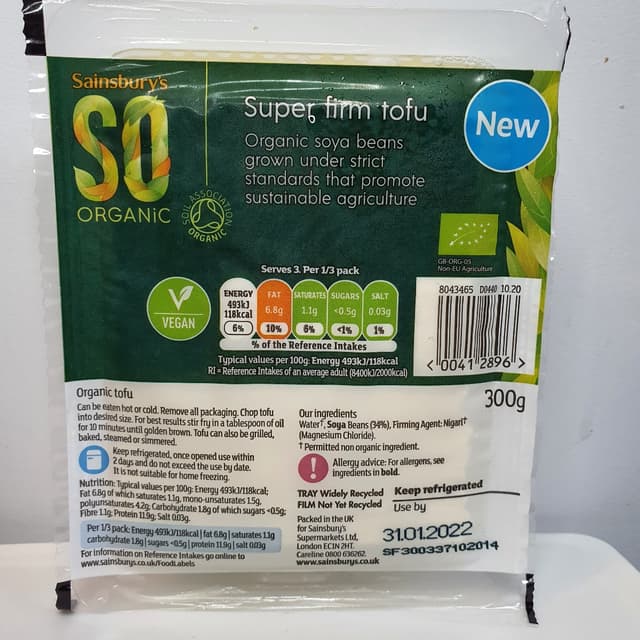 Sainsbury's
SO
ORGANiC
SOIL ASSOCIATION
ORGANIC
Super firm tofu
Organic soya beans
grown under strict
standards that promote
sustainable agriculture
New
GB-ORG-05
Non-EU Agriculture
V
VEGAN
Serves 3. Per 1/3 pack
ENERGY 493kJ 118kcal 6%
FAT 6.8g 10%
SATURATES 1.1g 6%
SUGARS <0.5g <1%
SALT 0.03g 1%
% of the Reference Intakes
Typical values per 100g: Energy 493kJ/118kcal
RI = Reference Intakes of an average adult (8400kJ/2000kcal)
8043465 D0440 10.20
<0041 2896>
300g
Organic tofu
Can be eaten hot or cold. Remove all packaging. Chop tofu
into desired size. For best results stir fry in a tablespoon of oil
for 10 minutes until golden brown. Tofu can also be grilled,
baked, steamed or simmered.
Keep refrigerated, once opened use within
2 days and do not exceed the use by date.
It is not suitable for home freezing.
Nutrition: Typical values per 100g: Energy 493kJ/118kcal;
Fat 6.8g of which saturates 1.1g, mono-unsaturates 1.5g,
polyunsaturates 4.2g; Carbohydrate 1.8g of which sugars <0.5g;
Fibre 1.1g; Protein 11.9g; Salt 0.03g.
Per 1/3 pack: Energy 493kJ/118kcal | fat 6.8g | saturates 1.1g
carbohydrate 1.8g | sugars <0.5g | protein 11.9g | salt 0.03g
For information on Reference Intakes go online to
www.sainsburys.co.uk/FoodLabels
Our ingredients
Water†, Soya Beans (34%), Firming Agent: Nigari†
(Magnesium Chloride).
† Permitted non organic ingredient.
! Allergy advice: For allergens, see
ingredients in bold.
TRAY Widely Recycled
FILM Not Yet Recycled
Packed in the UK
for Sainsbury's
Supermarkets Ltd,
London EC1N 2HT.
Careline 0800 636262.
www.sainsburys.co.uk
Keep refrigerated
Use by
31.01.2022
SF300337102014